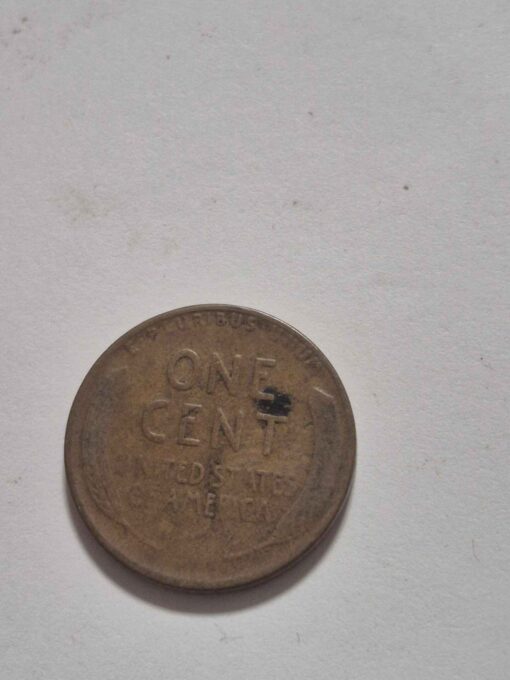 E PLURIBUS UNUM
ONE
CENT
UNITED STATES
OF AMERICA